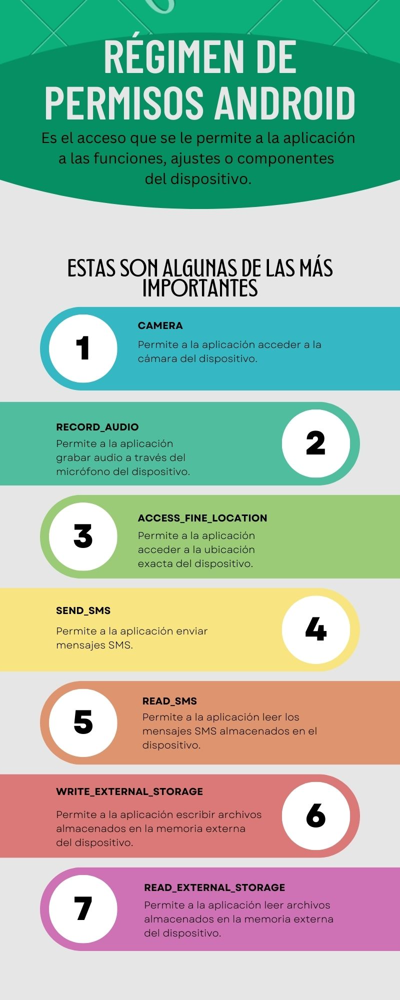 RÉGIMEN DE
PERMISOS ANDROID
Es el acceso que se le permite a la aplicación
a las funciones, ajustes o componentes
del dispositivo.
ESTAS SON ALGUNAS DE LAS MÁS
IMPORTANTES
1
CAMERA
Permite a la aplicación acceder a la
cámara del dispositivo.
RECORD_AUDIO
Permite a la aplicación
grabar audio a través del
micrófono del dispositivo.
2
3
ACCESS_FINE_LOCATION
Permite a la aplicación
acceder a la ubicación
exacta del dispositivo.
SEND_SMS
Permite a la aplicación enviar
mensajes SMS.
4
5
READ_SMS
Permite a la aplicación leer los
mensajes SMS almacenados en el
dispositivo.
WRITE_EXTERNAL_STORAGE
Permite a la aplicación escribir archivos
almacenados en la memoria externa
del dispositivo.
6
7
READ_EXTERNAL_STORAGE
Permite a la aplicación leer archivos
almacenados en la memoria externa
del dispositivo.